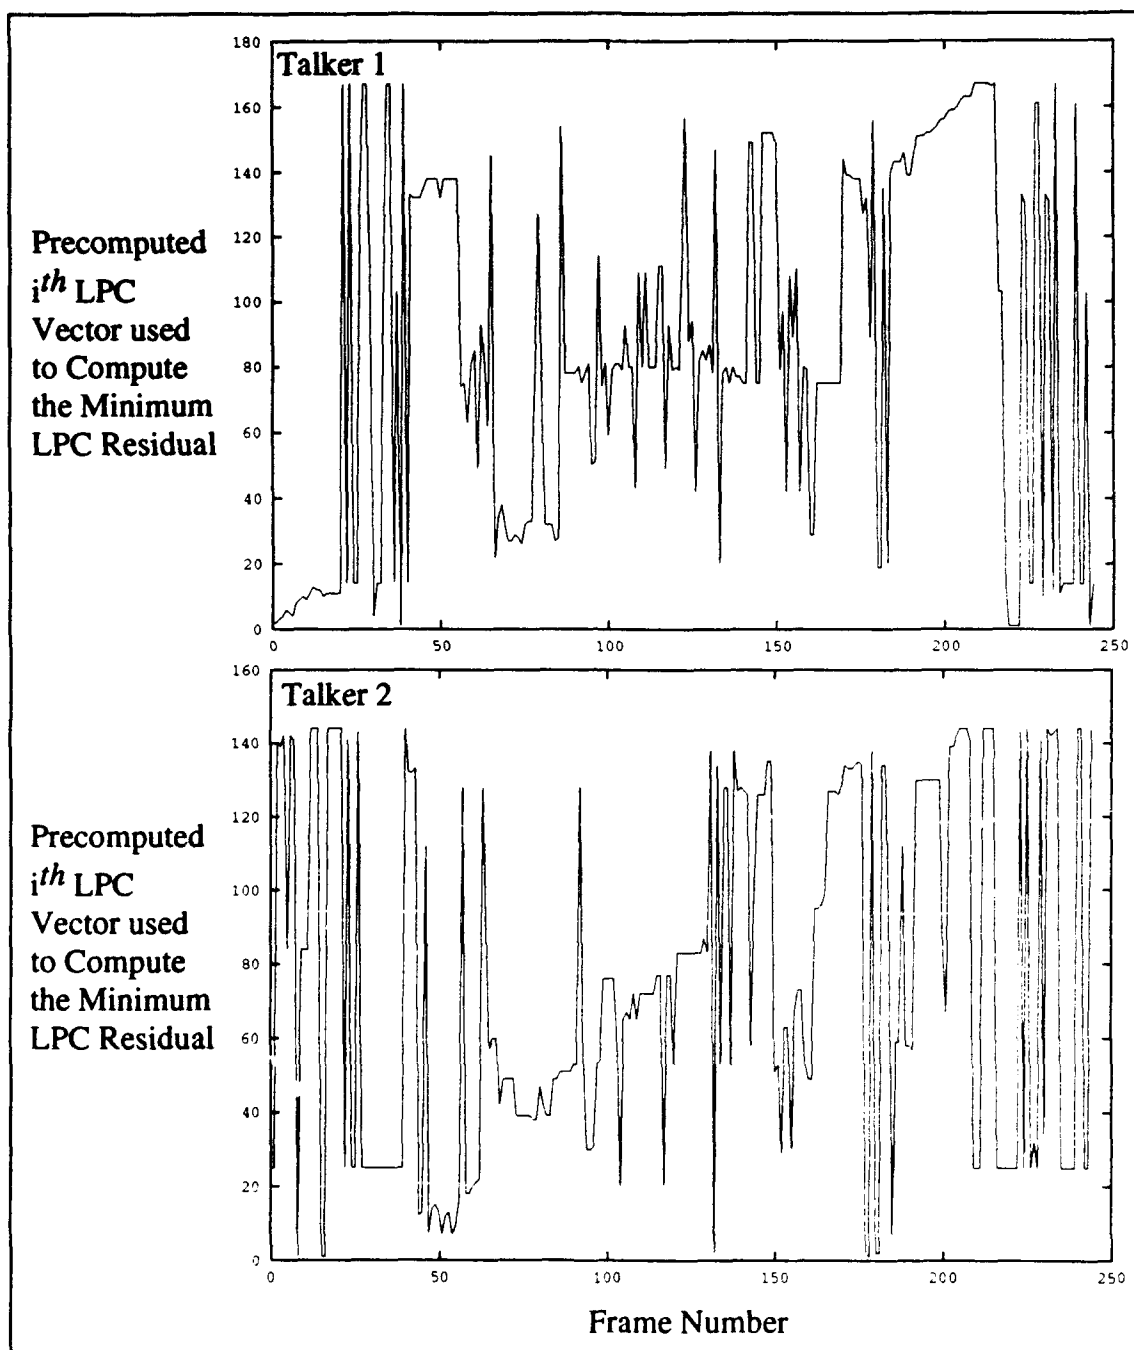 180
Talker 1
160
140
120
100
80
60
40
20
0
0
50
100
150
200
250
Precomputed
ith LPC
Vector used
to Compute
the Minimum
LPC Residual
160
Talker 2
140
120
100
80
60
40
20
0
0
50
100
150
200
250
Precomputed
ith LPC
Vector used
to Compute
the Minimum
LPC Residual
Frame Number